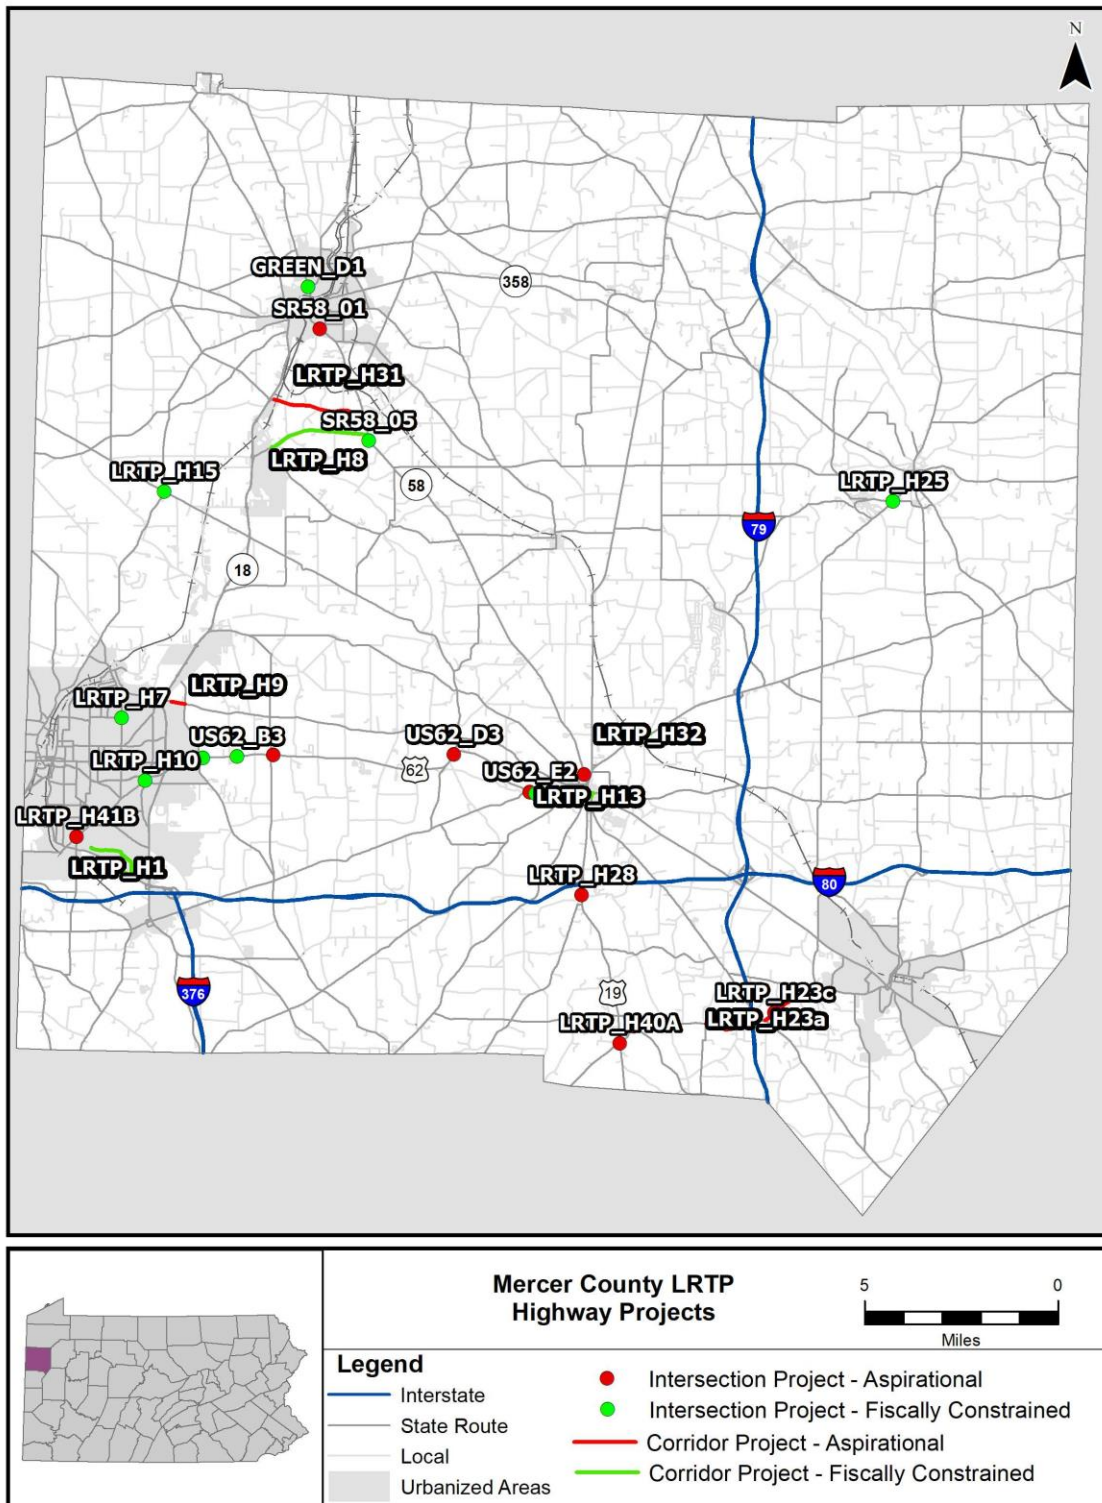 N
GREEN_D1
358
SR58_01
LRTP_H31
SR58_05
LRTP_H8
LRTP_H15
58
LRTP_H25
79
18
LRTP_H9
LRTP_H7
US62_B3
US62_D3
LRTP_H32
LRTP_H10
62
US62_E2
LRTP_H13
LRTP_H41B
LRTP_H1
LRTP_H28
80
376
19
LRTP_H23c
LRTP_H40A
LRTP_H23a
Mercer County LRTP
Highway Projects
5 0
Miles
Legend
Interstate
State Route
Local
Urbanized Areas
Intersection Project - Aspirational
Intersection Project - Fiscally Constrained
Corridor Project - Aspirational
Corridor Project - Fiscally Constrained